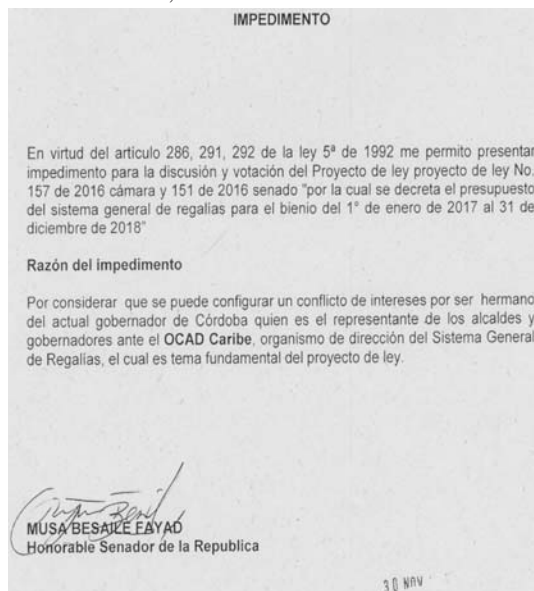 IMPEDIMENTO
En virtud del articulo 286, 291, 292 de la ley 5ª de 1992 me permito presentar
impedimento para la discusión y votación del Proyecto de ley proyecto de ley No.
157 de 2016 cámara y 151 de 2016 senado "por la cual se decreta el presupuesto
del sistema general de regalías para el bienio del 1° de enero de 2017 al 31 de
diciembre de 2018"
Razón del impedimento
Por considerar que se puede configurar un conflicto de intereses por ser hermano
del actual gobernador de Córdoba quien es el representante de los alcaldes y
gobernadores ante el OCAD Caribe, organismo de dirección del Sistema General
de Regalías, el cual es tema fundamental del proyecto de ley.
MUSA BESAILE FAYAD
Honorable Senador de la Republica
30 NOV